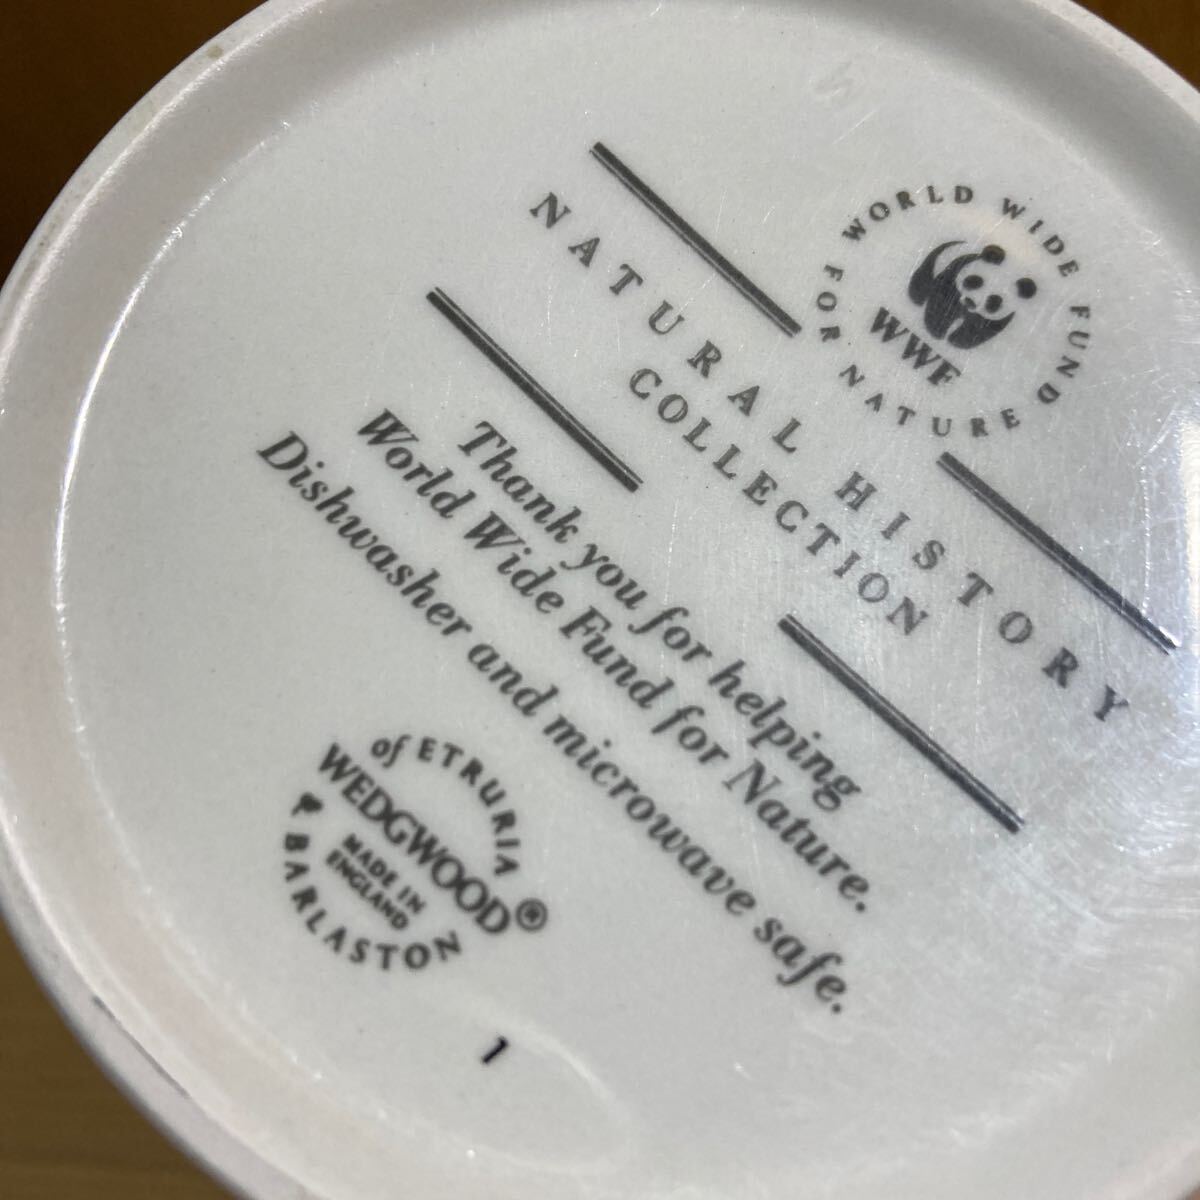 WORLD WIDE FUND FOR NATURE
WWF
NATURAL HISTORY
COLLECTION
Thank you for helping
World Wide Fund for Nature.
Dishwasher and microwave safe.
of ETRURIA
WEDGWOOD®
MADE IN
ENGLAND
& BARLASTON
1